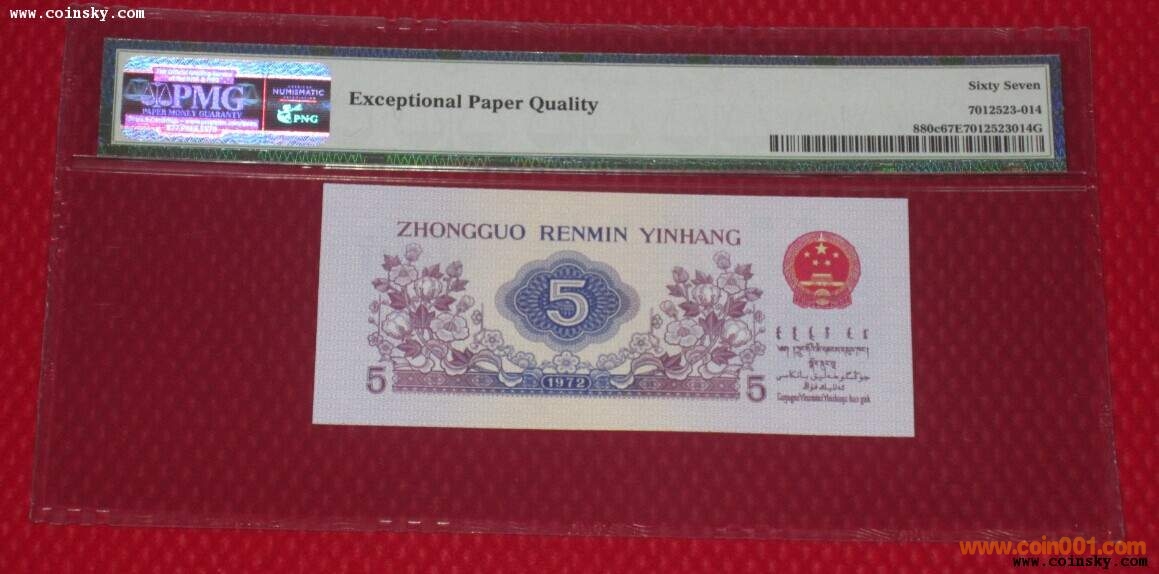 www.coinsky.com
PMG
PAPER MONEY GUARANTY
NUMISMATIC
PNG
Exceptional Paper Quality
Sixty Seven
7012523-014
880c67E7012523014G
ZHONGGUO RENMIN YINHANG
5
5
1972
5
www.coin001.com
www.coinsky.com